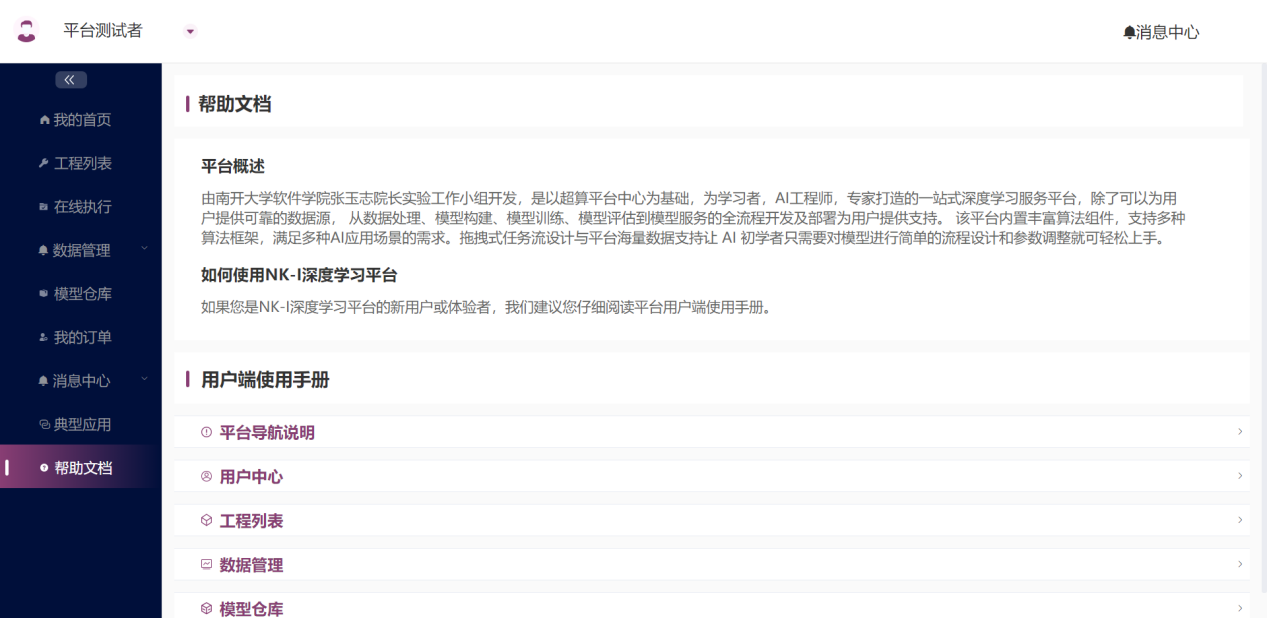 平台测试者
消息中心
我的首页
工程列表
在线执行
数据管理
模型仓库
我的订单
消息中心
典型应用
帮助文档
帮助文档
平台概述
由南开大学软件学院张玉志院长实验工作小组开发，是以超算平台中心为基础，为学习者，AI工程师，专家打造的一站式深度学习服务平台，除了可以为用
户提供可靠的数据源， 从数据处理、模型构建、模型训练、模型评估到模型服务的全流程开发及部署为用户提供支持。 该平台内置丰富算法组件，支持多种
算法框架，满足多种AI应用场景的需求。拖拽式任务流设计与平台海量数据支持让 AI 初学者只需要对模型进行简单的流程设计和参数调整就可轻松上手。
如何使用NK-I深度学习平台
如果您是NK-I深度学习平台的新用户或体验者，我们建议您仔细阅读平台用户端使用手册。
用户端使用手册
平台导航说明
用户中心
工程列表
数据管理
模型仓库